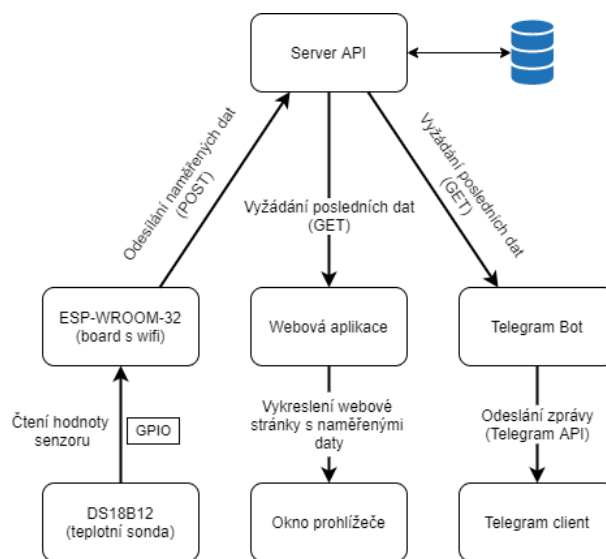 Server API
Odesílání naměřených dat
(POST)
Vyžádání posledních dat
(GET)
Vyžádání posledních dat
(GET)
ESP-WROOM-32
(board s wifi)
Webová aplikace
Telegram Bot
Čtení hodnoty
senzoru
GPIO
Vykreslení webové
stránky s naměřenými
daty
Odeslání zprávy
(Telegram API)
DS18B12
(teplotní sonda)
Okno prohlížeče
Telegram client